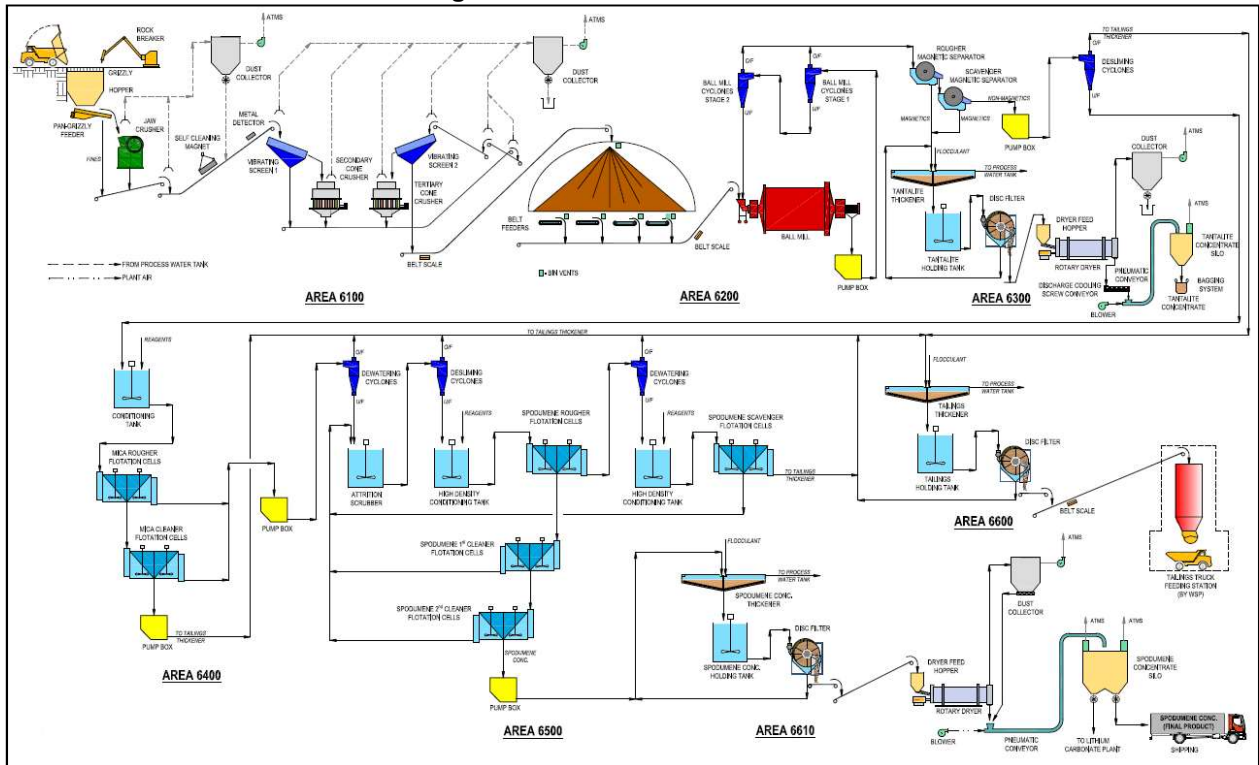 ATMS
ROCK
BREAKER
GRIZZLY
HOPPER
PAN-GRIZZLY
FEEDER
JAW
CRUSHER
FINES
SELF CLEANING
MAGNET
METAL
DETECTOR
DUST
COLLECTOR
VIBRATING
SCREEN 1
SECONDARY
CONE
CRUSHER
VIBRATING
SCREEN 2
TERTIARY
CONE
CRUSHER
ATMS
DUST
COLLECTOR
BELT SCALE
FROM PROCESS WATER TANK
PLANT AIR
AREA 6100
BELT
FEEDERS
BIN VENTS
BELT SCALE
O/F
O/F
BALL MILL
CYCLONES
STAGE 2
BALL MILL
CYCLONES
STAGE 1
U/F
U/F
BALL MILL
PUMP BOX
AREA 6200
ROUGHER
MAGNETIC SEPARATOR
SCAVENGER
MAGNETIC SEPARATOR
NON-MAGNETICS
MAGNETICS
MAGNETICS
PUMP BOX
FLOCCULANT
TO PROCESS
WATER TANK
TANTALITE
THICKENER
DISC FILTER
TANTALITE
HOLDING TANK
AREA 6300
TO TAILINGS
THICKENER
O/F
DESLIMING
CYCLONES
U/F
DUST
COLLECTOR
ATMS
DRYER FEED
HOPPER
ROTARY DRYER
PNEUMATIC
CONVEYOR
DISCHARGE COOLING
SCREW CONVEYOR
BLOWER
ATMS
TANTALITE
CONCENTRATE
SILO
BAGGING
SYSTEM
TANTALITE
CONCENTRATE
TO TAILINGS THICKENER
REAGENTS
CONDITIONING
TANK
MICA ROUGHER
FLOTATION CELLS
MICA CLEANER
FLOTATION CELLS
PUMP BOX
PUMP BOX
TO TAILINGS
THICKENER
AREA 6400
O/F
DEWATERING
CYCLONES
U/F
ATTRITION
SCRUBBER
O/F
DESLIMING
CYCLONES
U/F
REAGENTS
HIGH DENSITY
CONDITIONING TANK
SPODUMENE ROUGHER
FLOTATION CELLS
O/F
DEWATERING
CYCLONES
U/F
REAGENTS
HIGH DENSITY
CONDITIONING TANK
SPODUMENE SCAVENGER
FLOTATION CELLS
TO TAILINGS
THICKENER
SPODUMENE 1st CLEANER
FLOTATION CELLS
SPODUMENE 2ND CLEANER
FLOTATION CELLS
SPODUMENE
CONC.
PUMP BOX
AREA 6500
FLOCCULANT
TO PROCESS
WATER TANK
SPODUMENE CONC.
THICKENER
DISC FILTER
SPODUMENE CONC.
HOLDING TANK
AREA 6610
FLOCCULANT
TO PROCESS
WATER TANK
TAILINGS
THICKENER
DISC FILTER
TAILINGS
HOLDING TANK
AREA 6600
BELT SCALE
TAILINGS TRUCK
FEEDING STATION
(BY WSP)
ATMS
DUST
COLLECTOR
DRYER FEED
HOPPER
ROTARY DRYER
BLOWER
PNEUMATIC
CONVEYOR
ATMS
ATMS
SPODUMENE
CONCENTRATE
SILO
TO LITHIUM
CARBONATE PLANT
SPODUMENE CONC.
(FINAL PRODUCT)
SHIPPING